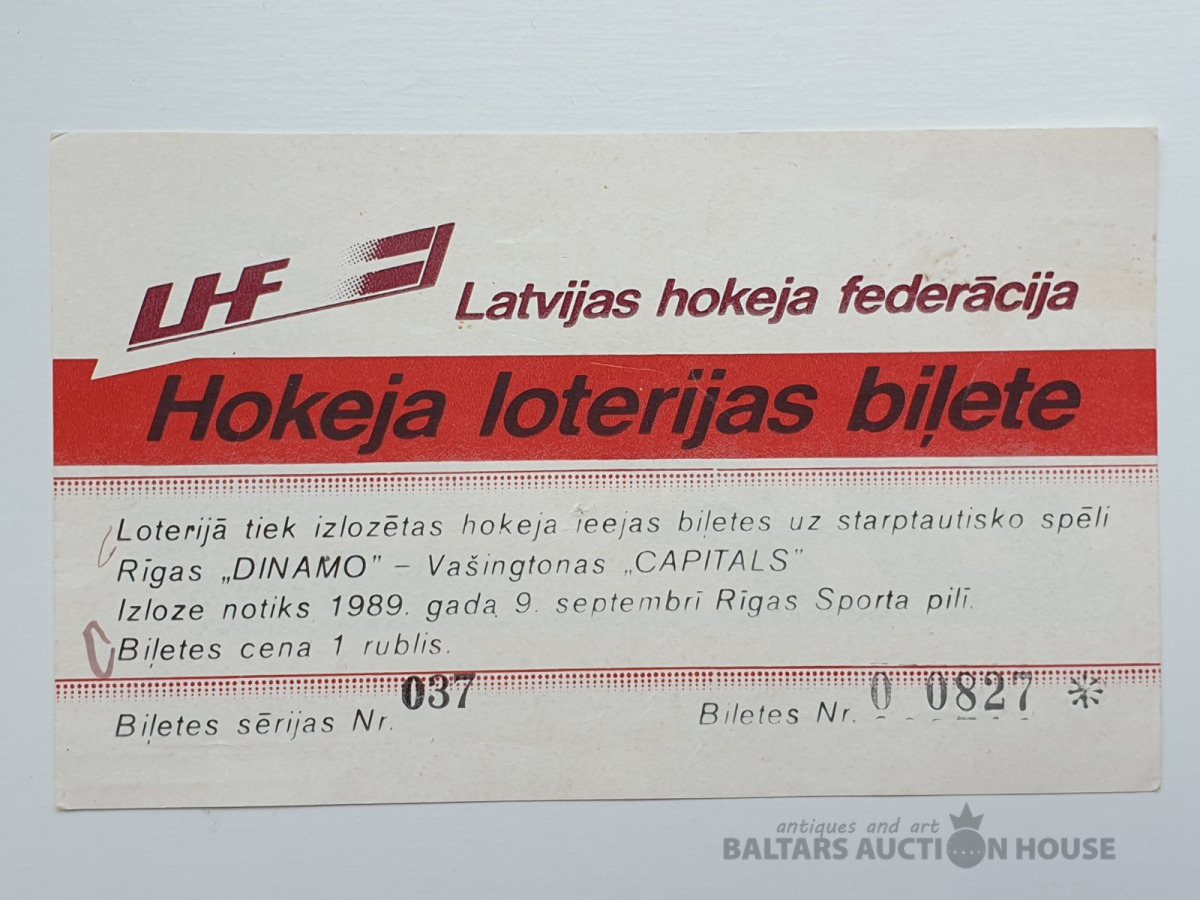 LHF
Latvijas hokeja federācija
Hokeja loterijas biļete
Loterijā tiek izlozētas hokeja ieejas biļetes uz starptautisko spēli
Rīgas „DINAMO” – Vašingtonas „CAPITALS”
Izloze notiks 1989. gada 9. septembrī Rīgas Sporta pilī.
Biļetes cena 1 rublis.
Biļetes sērijas Nr. 037
Biļetes Nr. 0 0827 *
antiques and art
BALTARS AUCTION HOUSE